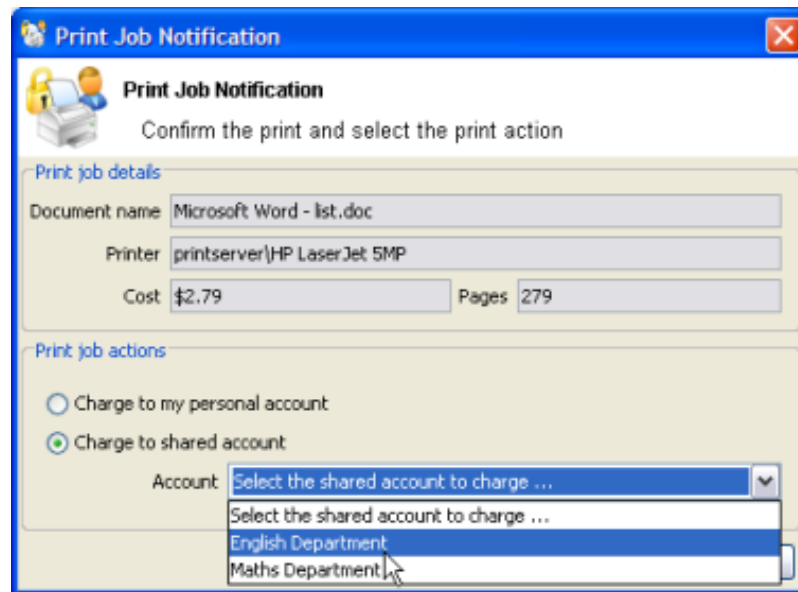 Print Job Notification
Print Job Notification
Confirm the print and select the print action
Print job details
Document name Microsoft Word - list.doc
Printer printserver\HP LaserJet 5MP
Cost $2.79 Pages 279
Print job actions
Charge to my personal account
Charge to shared account
Account Select the shared account to charge ...
Select the shared account to charge ...
English Department
Maths Department